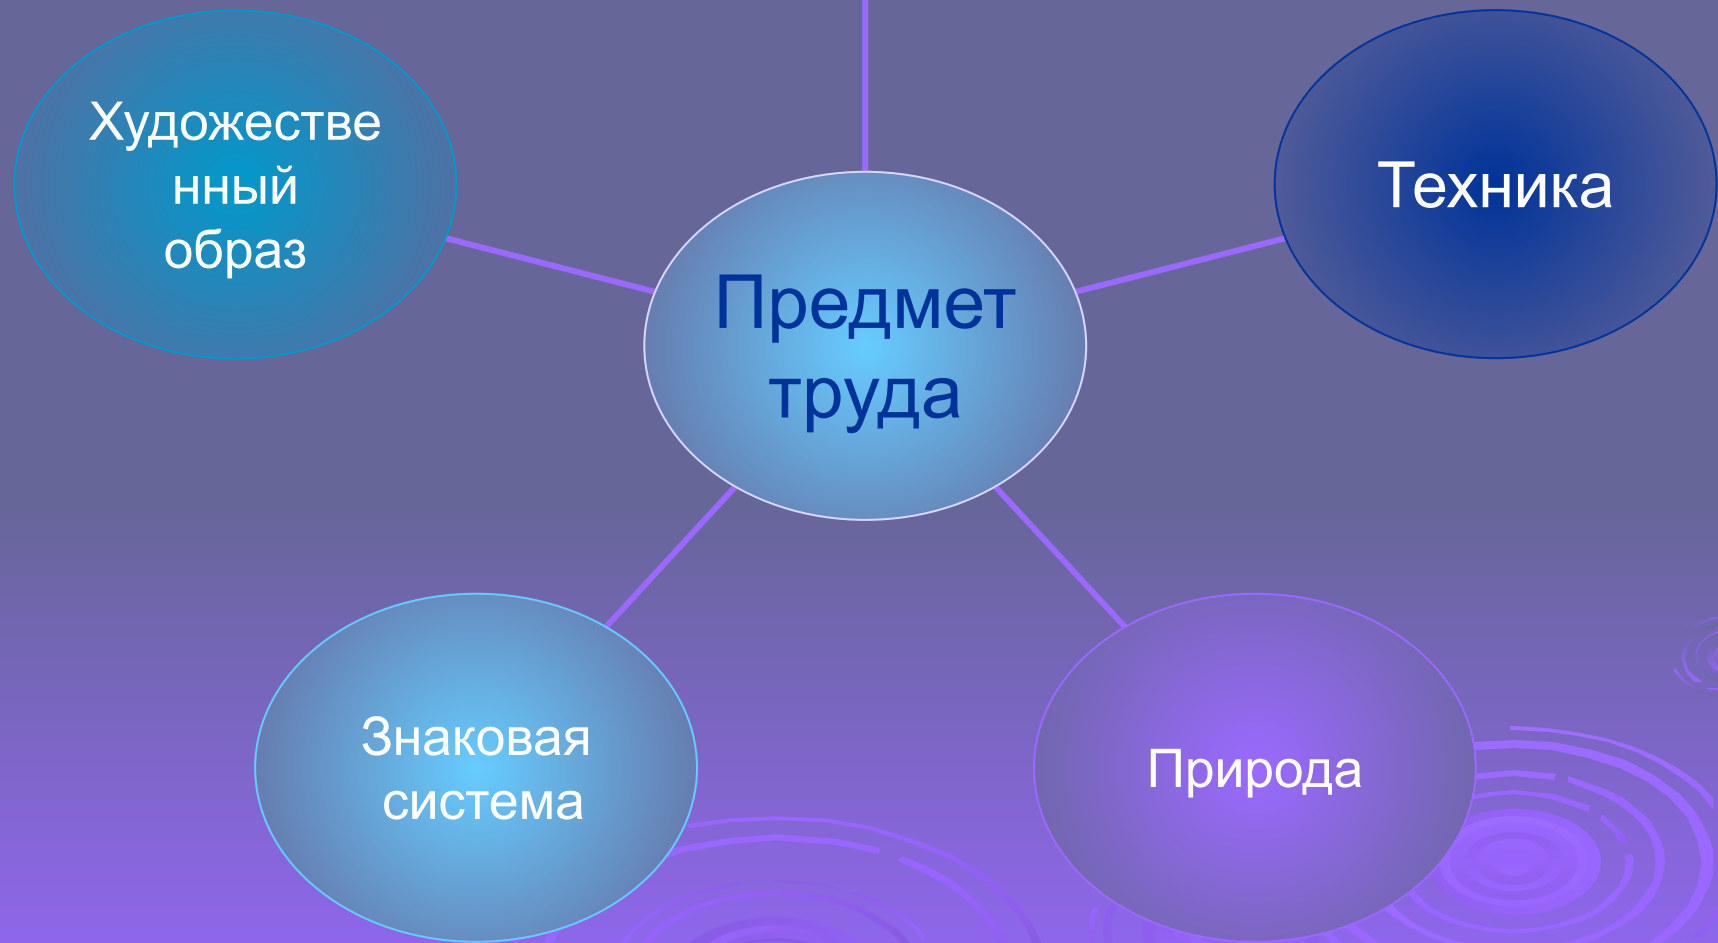 Художестве
нный
образ
Техника
Предмет
труда
Знаковая
система
Природа